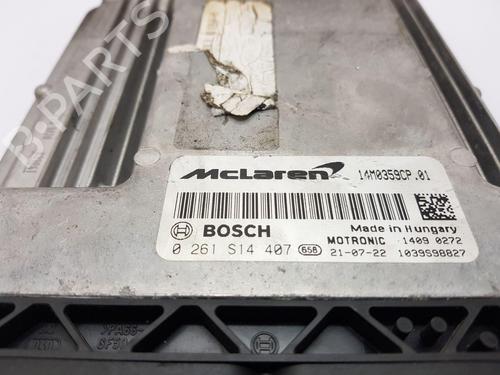 B-PARTS
McLaren 14M0359CP.01
BOSCH Made in Hungary
0 261 S14 407 658 MOTRONIC 1409 0272
21-07-22 1039S98827
>PA66-